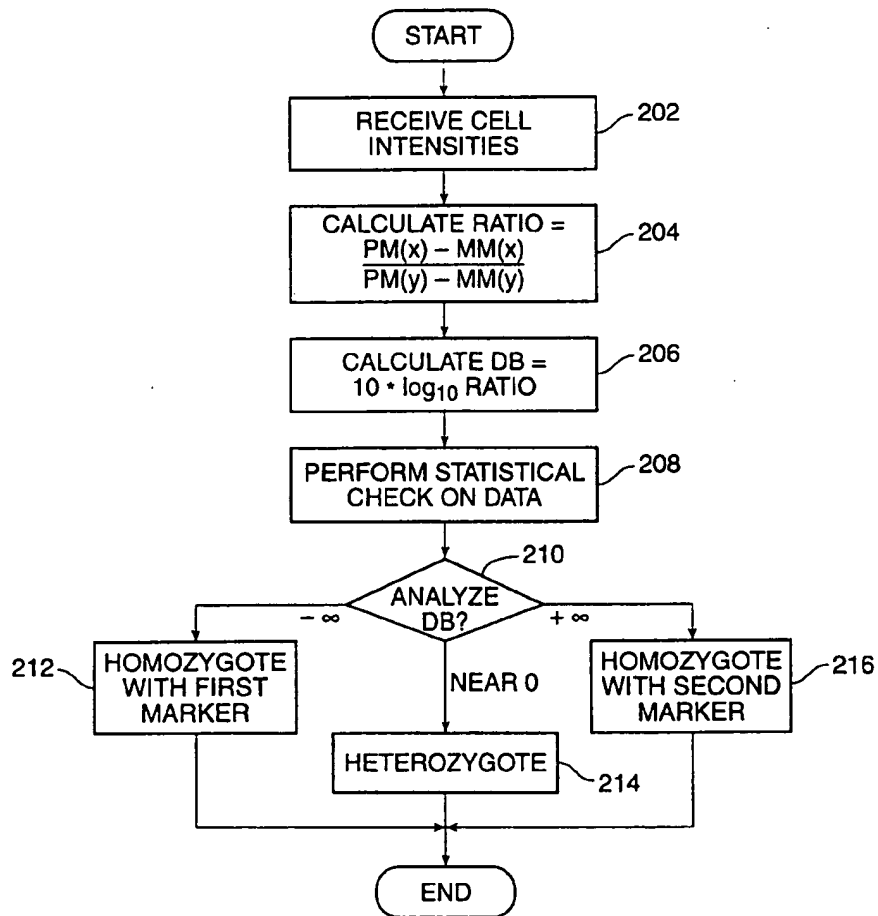 START
RECEIVE CELL
INTENSITIES
202
CALCULATE RATIO =
PM(x) – MM(x)
PM(y) – MM(y)
204
CALCULATE DB =
10 * log10 RATIO
206
PERFORM STATISTICAL
CHECK ON DATA
208
210
ANALYZE
DB?
– ∞
+ ∞
212
HOMOZYGOTE
WITH FIRST
MARKER
NEAR 0
HOMOZYGOTE
WITH SECOND
MARKER
216
HETEROZYGOTE
214
END